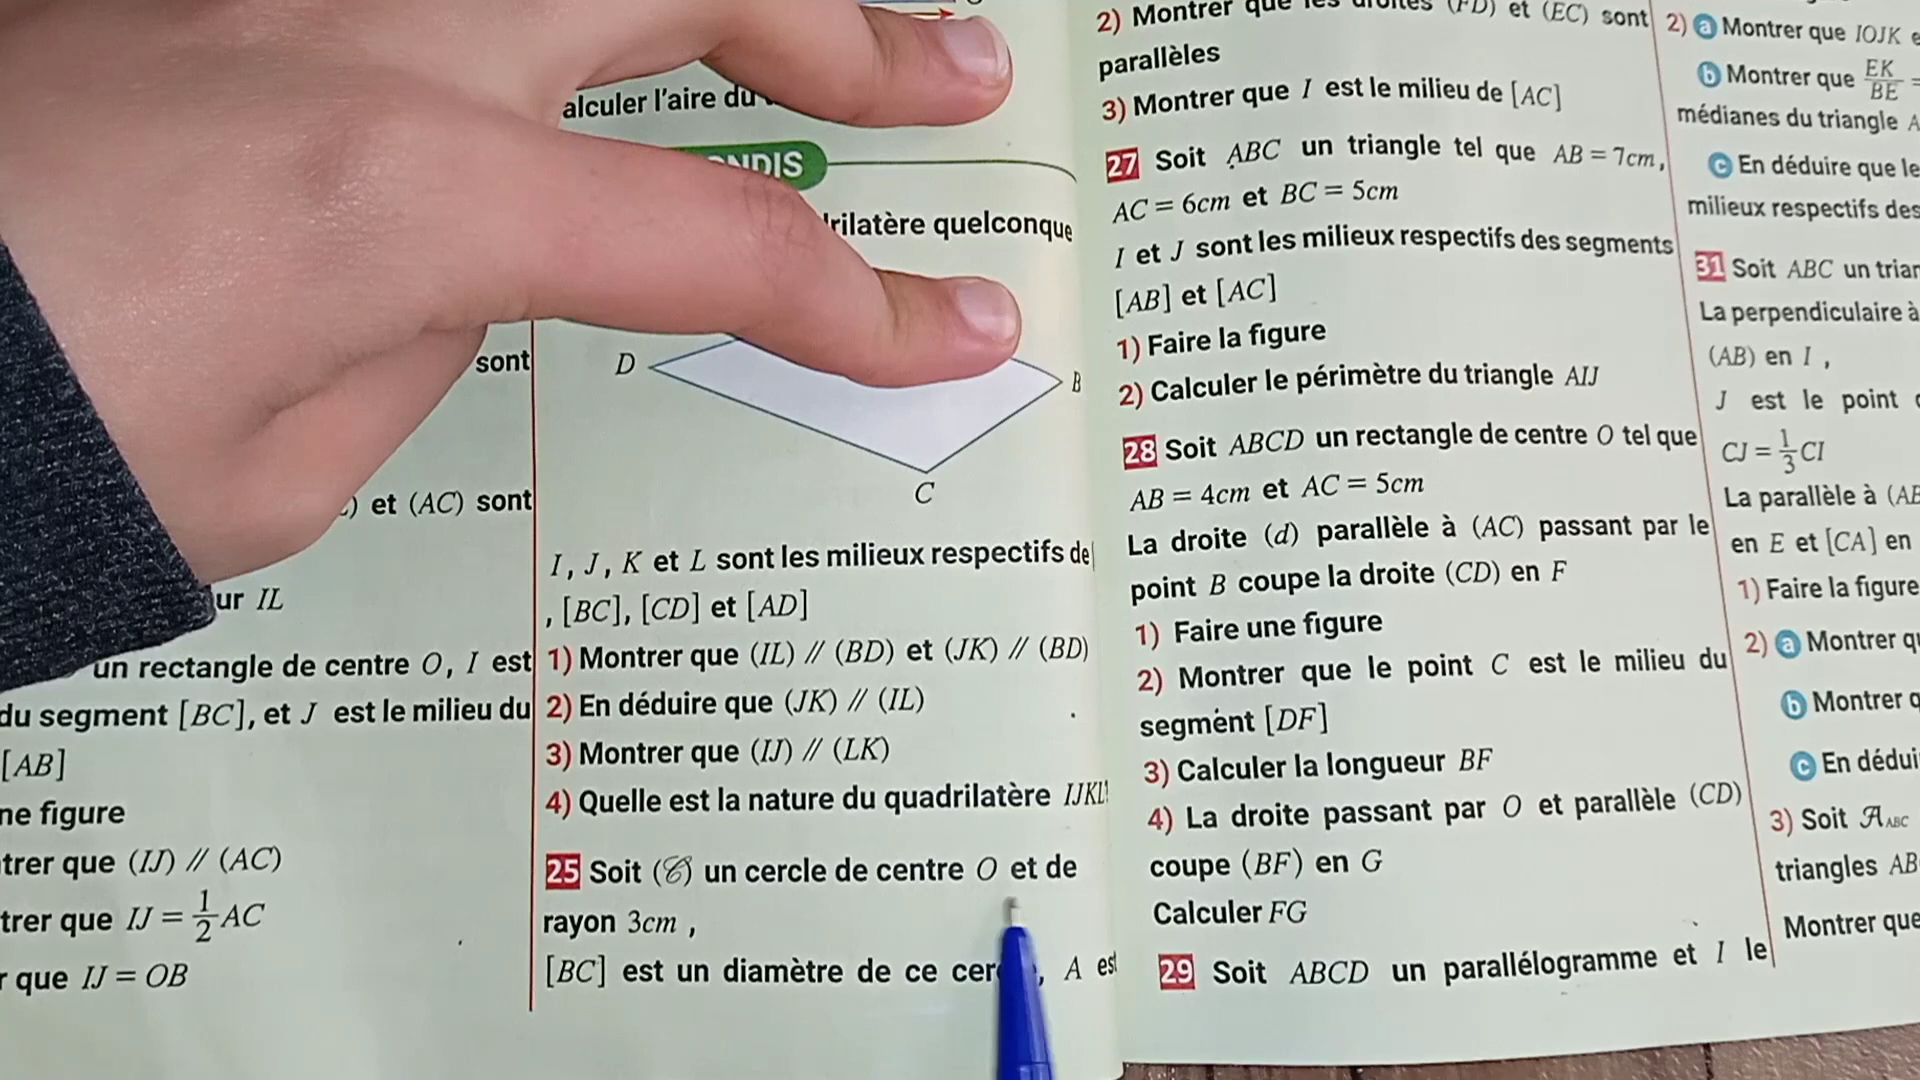 sont
et (AC) sont
ur IL
un rectangle de centre O, I est
du segment [BC], et J est le milieu du
[AB]
ne figure
trer que (IJ) // (AC)
trer que IJ = 1/2 AC
r que IJ = OB
alculer l'aire du
NDIS
rilatère quelconque
D
B
C
I, J, K et L sont les milieux respectifs de
, [BC], [CD] et [AD]
1) Montrer que (IL) // (BD) et (JK) // (BD)
2) En déduire que (JK) // (IL)
3) Montrer que (IJ) // (LK)
4) Quelle est la nature du quadrilatère IJKL
25 Soit (𝒞) un cercle de centre O et de
rayon 3cm ,
[BC] est un diamètre de ce cer , A est
2) Montrer que les droites (FD) et (EC) sont
parallèles
3) Montrer que I est le milieu de [AC]
27 Soit ABC un triangle tel que AB = 7cm,
AC = 6cm et BC = 5cm
I et J sont les milieux respectifs des segments
[AB] et [AC]
1) Faire la figure
2) Calculer le périmètre du triangle AIJ
28 Soit ABCD un rectangle de centre O tel que
AB = 4cm et AC = 5cm
La droite (d) parallèle à (AC) passant par le
point B coupe la droite (CD) en F
1) Faire une figure
2) Montrer que le point C est le milieu du
segment [DF]
3) Calculer la longueur BF
4) La droite passant par O et parallèle (CD)
coupe (BF) en G
Calculer FG
29 Soit ABCD un parallélogramme et I le
2) a Montrer que IOJK e
b Montrer que EK/BE =
médianes du triangle A
c En déduire que le
milieux respectifs des
31 Soit ABC un trian
La perpendiculaire à
(AB) en I ,
J est le point
CJ = 1/3 CI
La parallèle à (AB
en E et [CA] en
1) Faire la figure
2) a Montrer qu
b Montrer q
c En dédui
3) Soit 𝒜ABC
triangles AB
Montrer que